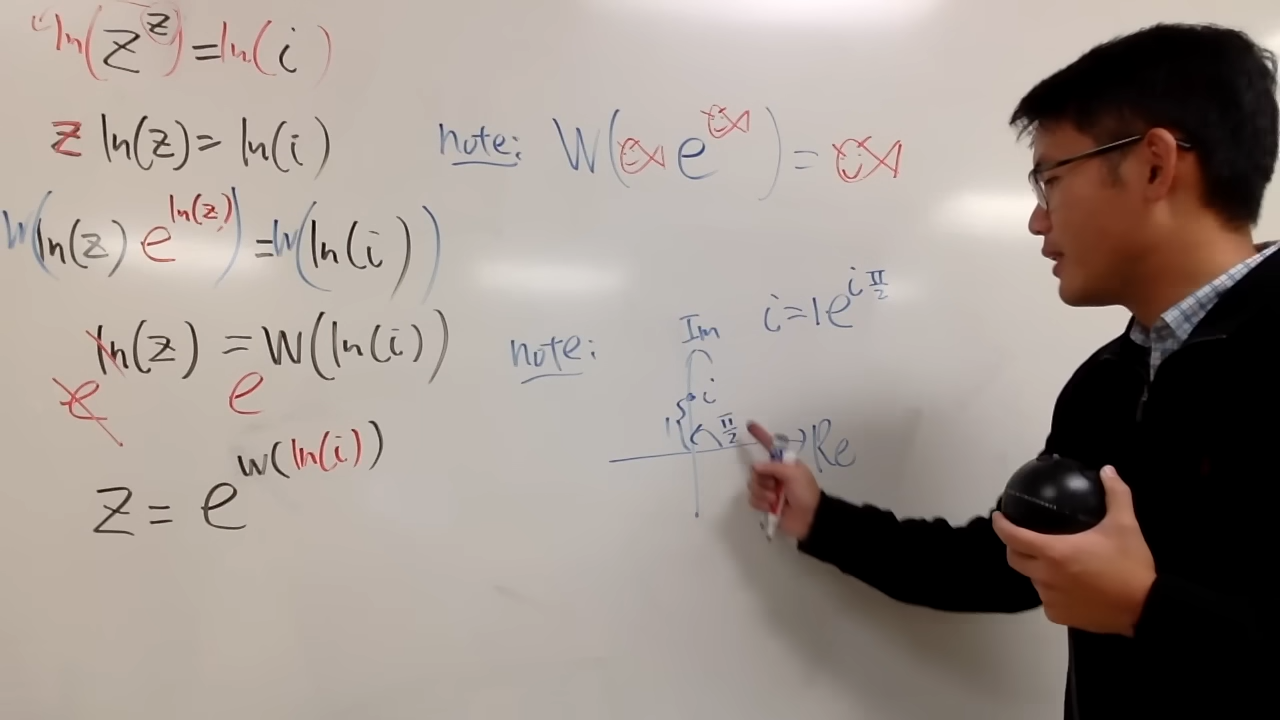 ln(z^z) = ln(i)
z ln(z) = ln(i)
W(ln(z) e^ln(z)) = W(ln(i))
ln(z) = W(ln(i))
e e
z = e^W(ln(i))
note: W( e ) =
note:
Im i=1e^(iπ/2)
i
1 π/2 Re